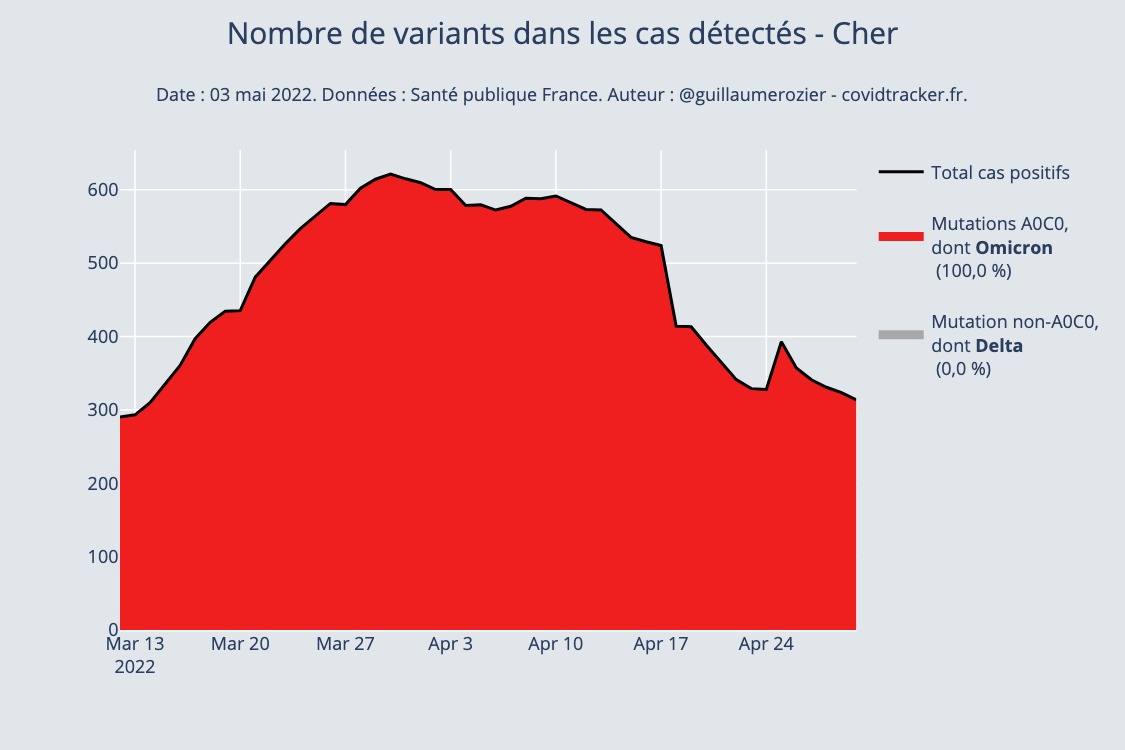 Nombre de variants dans les cas détectés - Cher
Date : 03 mai 2022. Données : Santé publique France. Auteur : @guillaumerozier - covidtracker.fr.
600
500
400
300
200
100
0
Mar 13
2022
Mar 20
Mar 27
Apr 3
Apr 10
Apr 17
Apr 24
Total cas positifs
Mutations A0C0,
dont Omicron
(100,0 %)
Mutation non-A0C0,
dont Delta
(0,0 %)